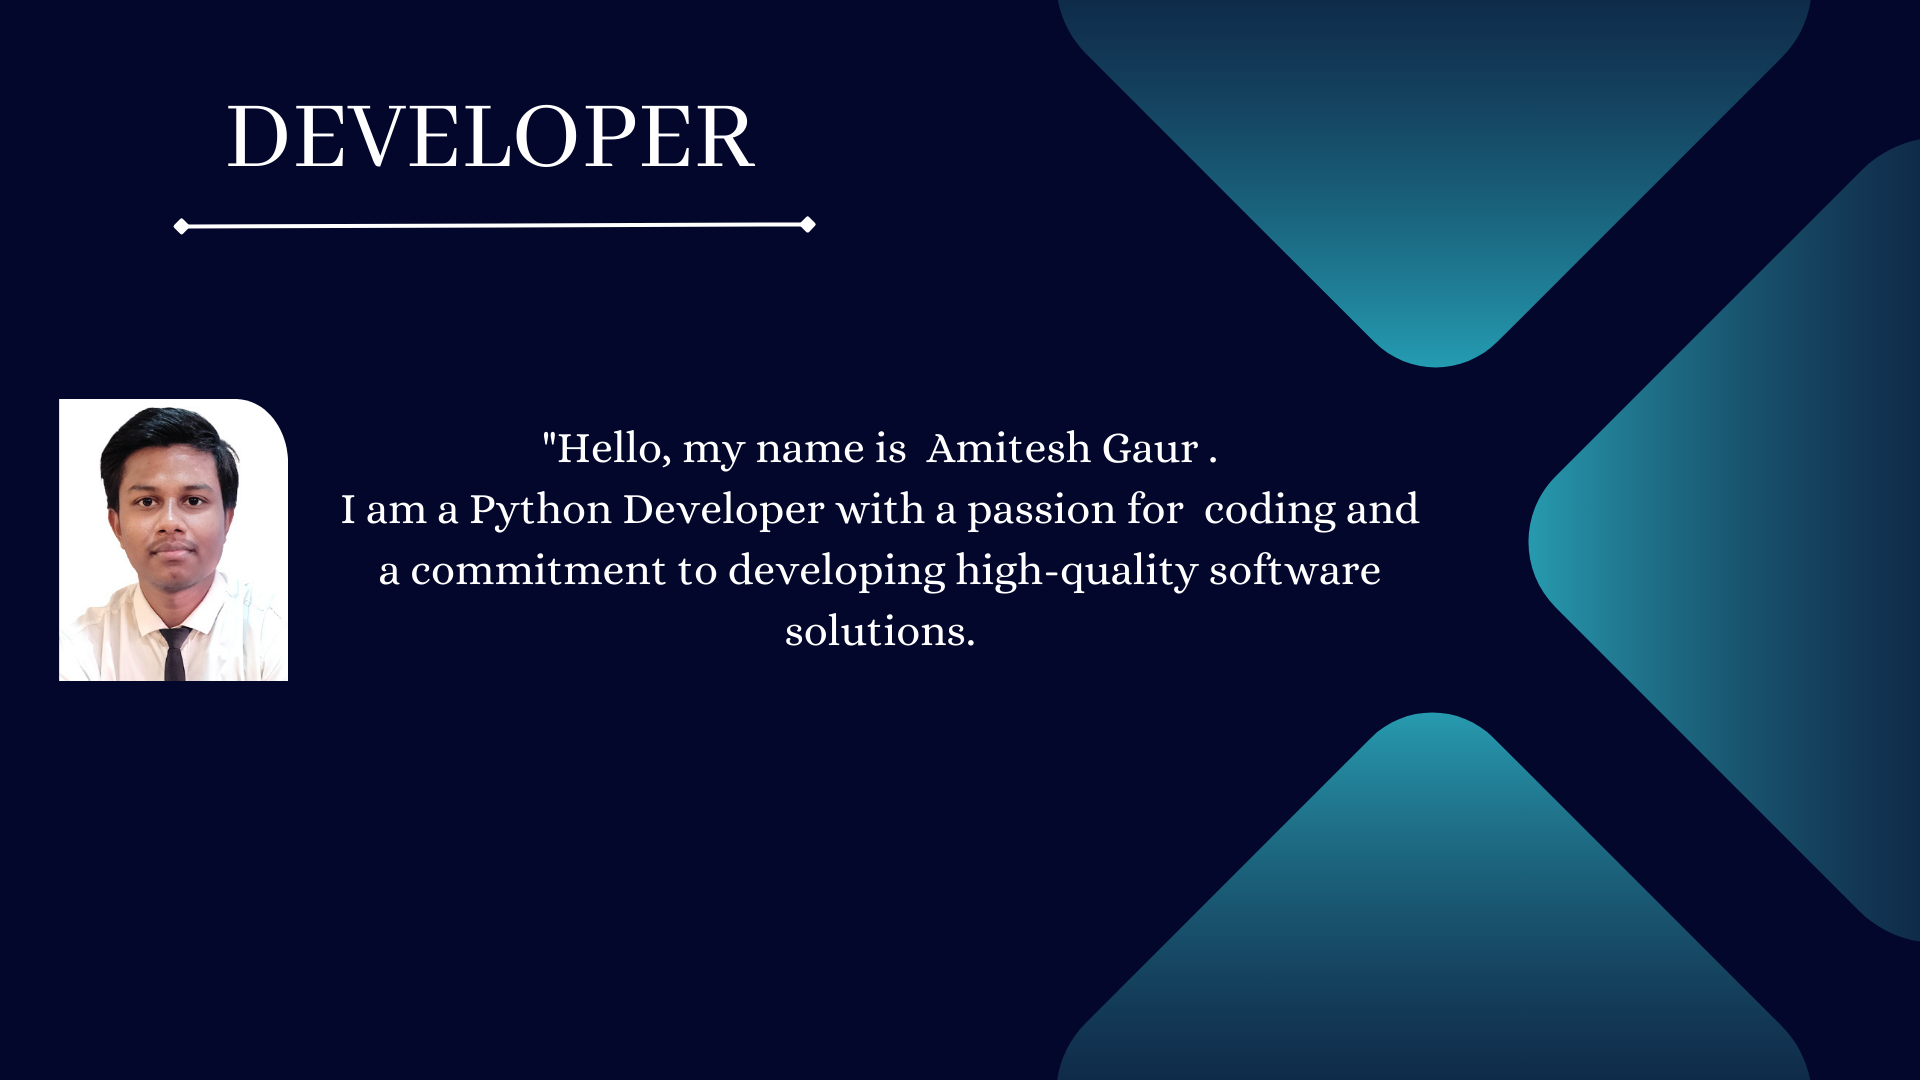 DEVELOPER
"Hello, my name is  Amitesh Gaur .
I am a Python Developer with a passion for  coding and
a commitment to developing high-quality software
solutions.